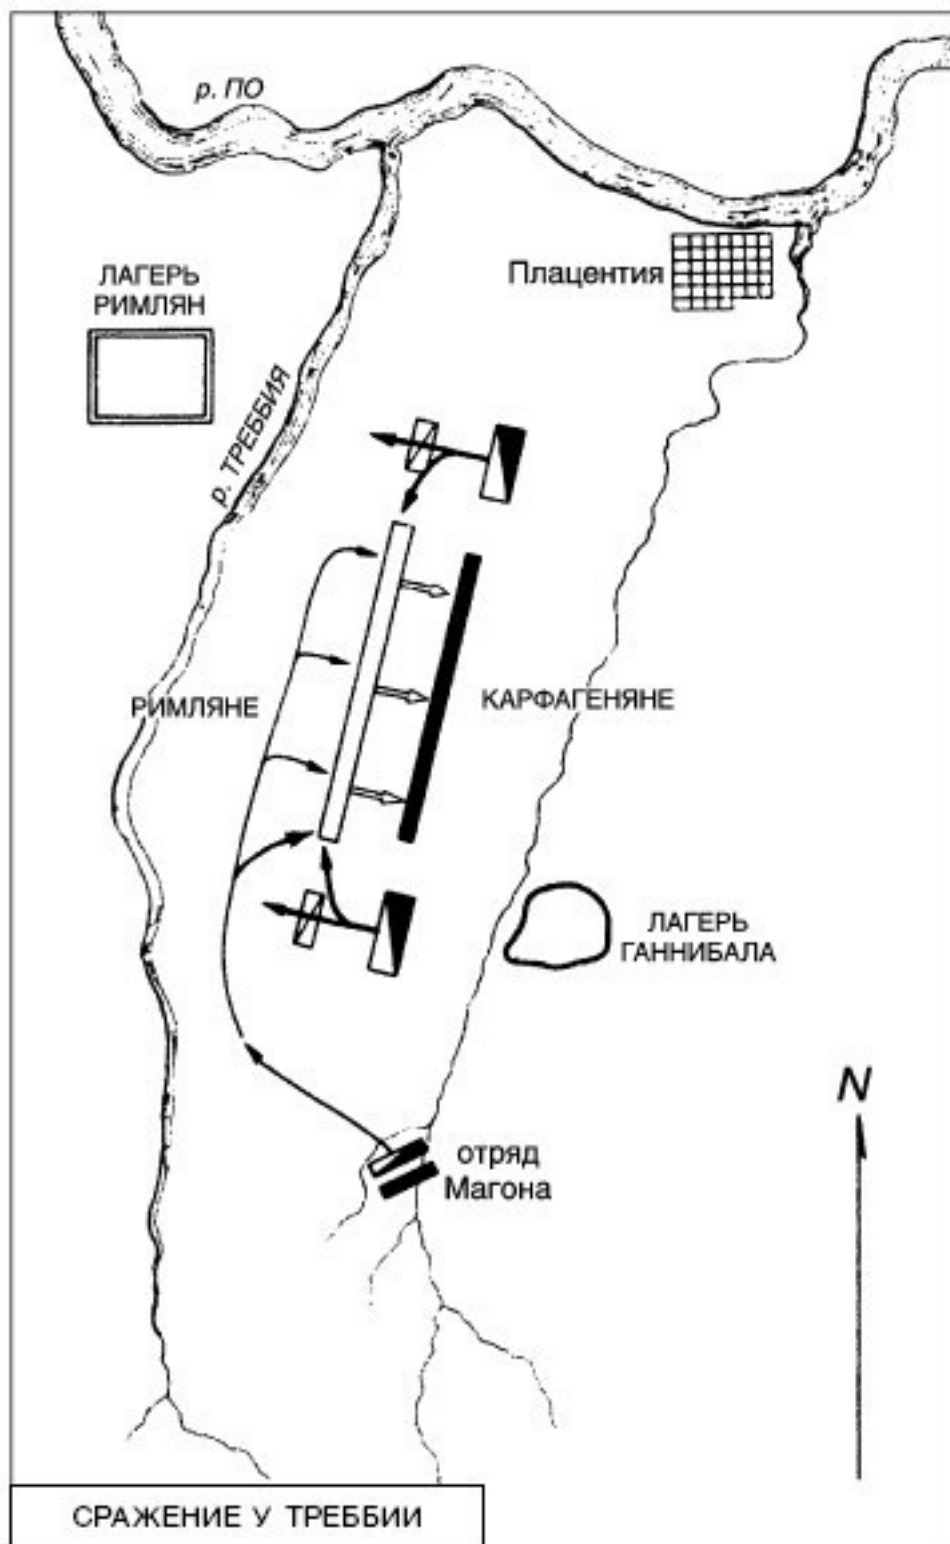 р. ПО
ЛАГЕРЬ
РИМЛЯН
Плацентия
р. ТРЕББИЯ
РИМЛЯНЕ
КАРФАГЕНЯНЕ
ЛАГЕРЬ
ГАННИБАЛА
N
отряд
Магона
СРАЖЕНИЕ У ТРЕББИИ